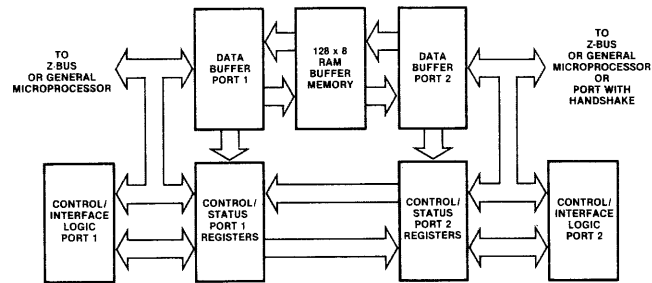 TO
Z-BUS
OR GENERAL
MICROPROCESSOR
DATA
BUFFER
PORT 1
128 x 8
RAM
BUFFER
MEMORY
DATA
BUFFER
PORT 2
TO
Z-BUS
OR GENERAL
MICROPROCESSOR
OR
PORT WITH
HANDSHAKE
CONTROL/
INTERFACE
LOGIC
PORT 1
CONTROL/
STATUS
PORT 1
REGISTERS
CONTROL/
STATUS
PORT 2
REGISTERS
CONTROL/
INTERFACE
LOGIC
PORT 2